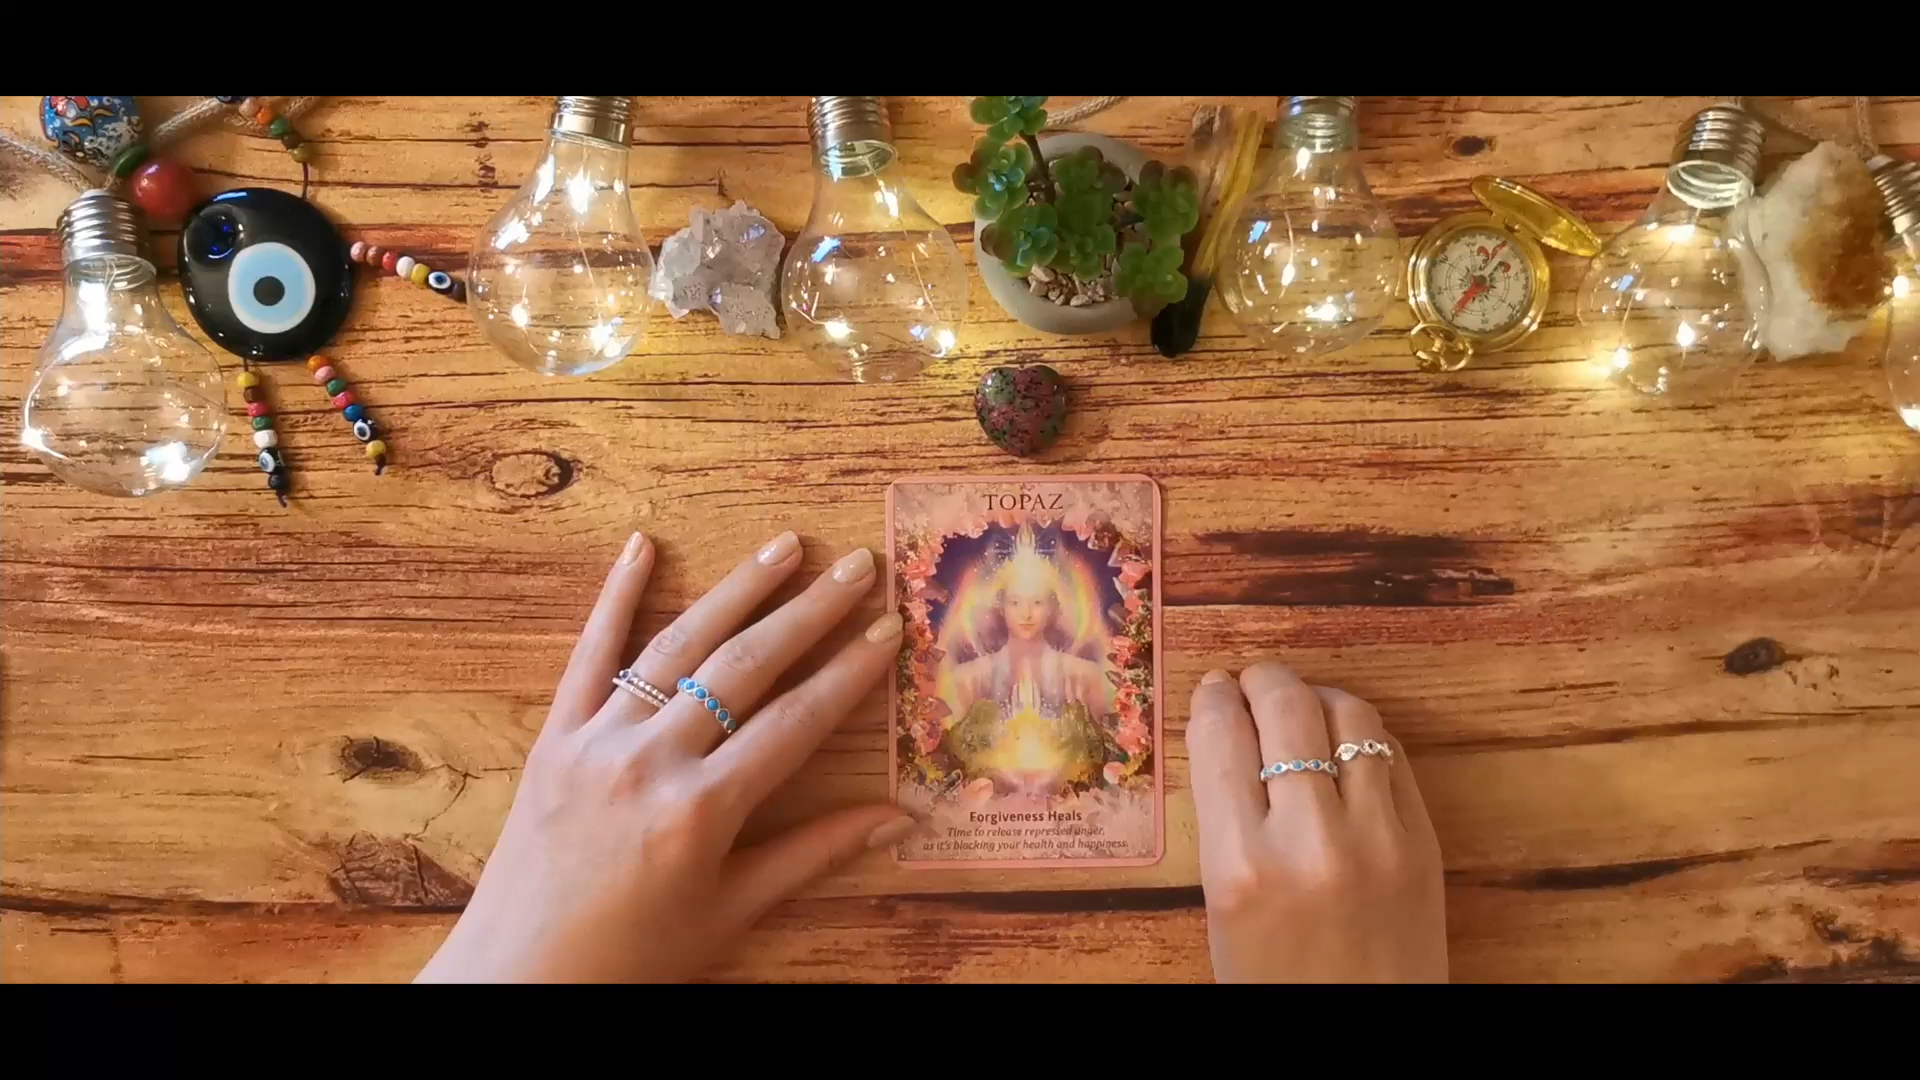 TOPAZ
Forgiveness Heals
Time to release repressed anger,
as it's blocking your health and happiness.